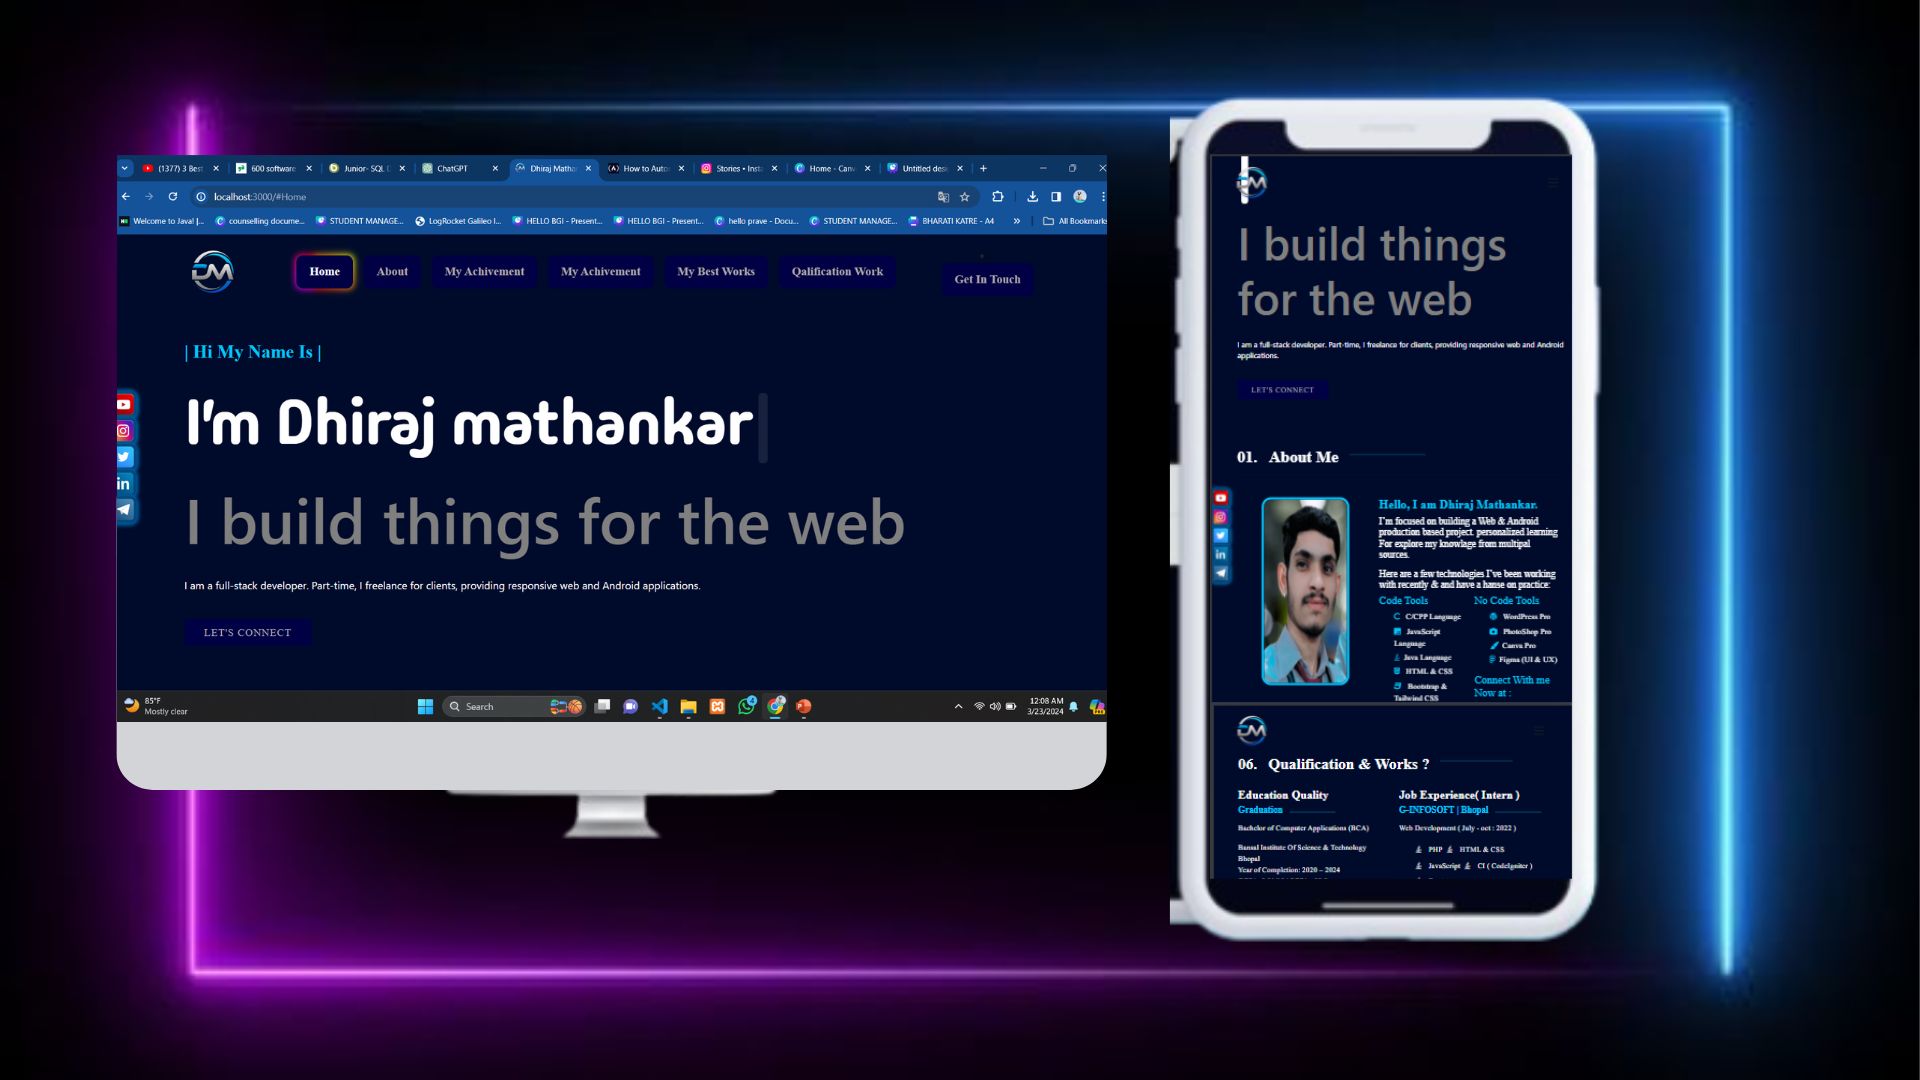 (1377) 3 Best
600 software
Junior- SQL
ChatGPT
Dhiraj Matha
How to Auto
Stories • Inst
Home - Canv
Untitled des
localhost:3000/#Home
Welcome to Java! |...
counselling docume...
STUDENT MANAGE...
LogRocket Galileo I...
HELLO BGI - Present...
HELLO BGI - Present...
hello prave - Docu...
STUDENT MANAGE...
BHARATI KATRE - A4
»
All Bookmarks
DM
Home
About
My Achivement
My Achivement
My Best Works
Qalification Work
Get In Touch
| Hi My Name Is |
I'm Dhiraj mathankar
I build things for the web
I am a full-stack developer. Part-time, I freelance for clients, providing responsive web and Android applications.
LET'S CONNECT
85°F
Mostly clear
Search
12:08 AM
3/23/2024
DM
I build things
for the web
I am a full-stack developer. Part-time, I freelance for clients, providing responsive web and Android
applications.
LET'S CONNECT
01. About Me
Hello, I am Dhiraj Mathankar.
I'm focused on building a Web & Android
production based project. personalized learning
For explore my knowlage from multipal
sources.
Here are a few technologies I've been working
with recently & and have a hanse on practice:
Code Tools
C/CPP Language
JavaScript
Language
Java Language
HTML & CSS
Bootstrap &
Tailwind CSS
No Code Tools
WordPress Pro
PhotoShop Pro
Canva Pro
Figma (UI & UX)
Connect With me
Now at :
DM
06. Qualification & Works ?
Education Quality
Graduation
Bachelor of Computer Applications (BCA)
Bansal Institute Of Science & Technology
Bhopal
Year of Completion: 2020 – 2024
Job Experience( Intern )
G-INFOSOFT | Bhopal
Web Development ( July - oct : 2022 )
PHP
HTML & CSS
JavaScript
CI ( CodeIgniter )